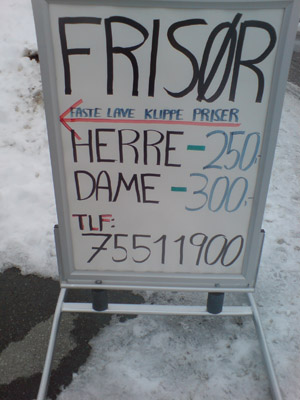 FRISØR
FASTE LAVE KLIPPE PRISER
HERRE - 250,-
DAME - 300,-
TLF:
75511900